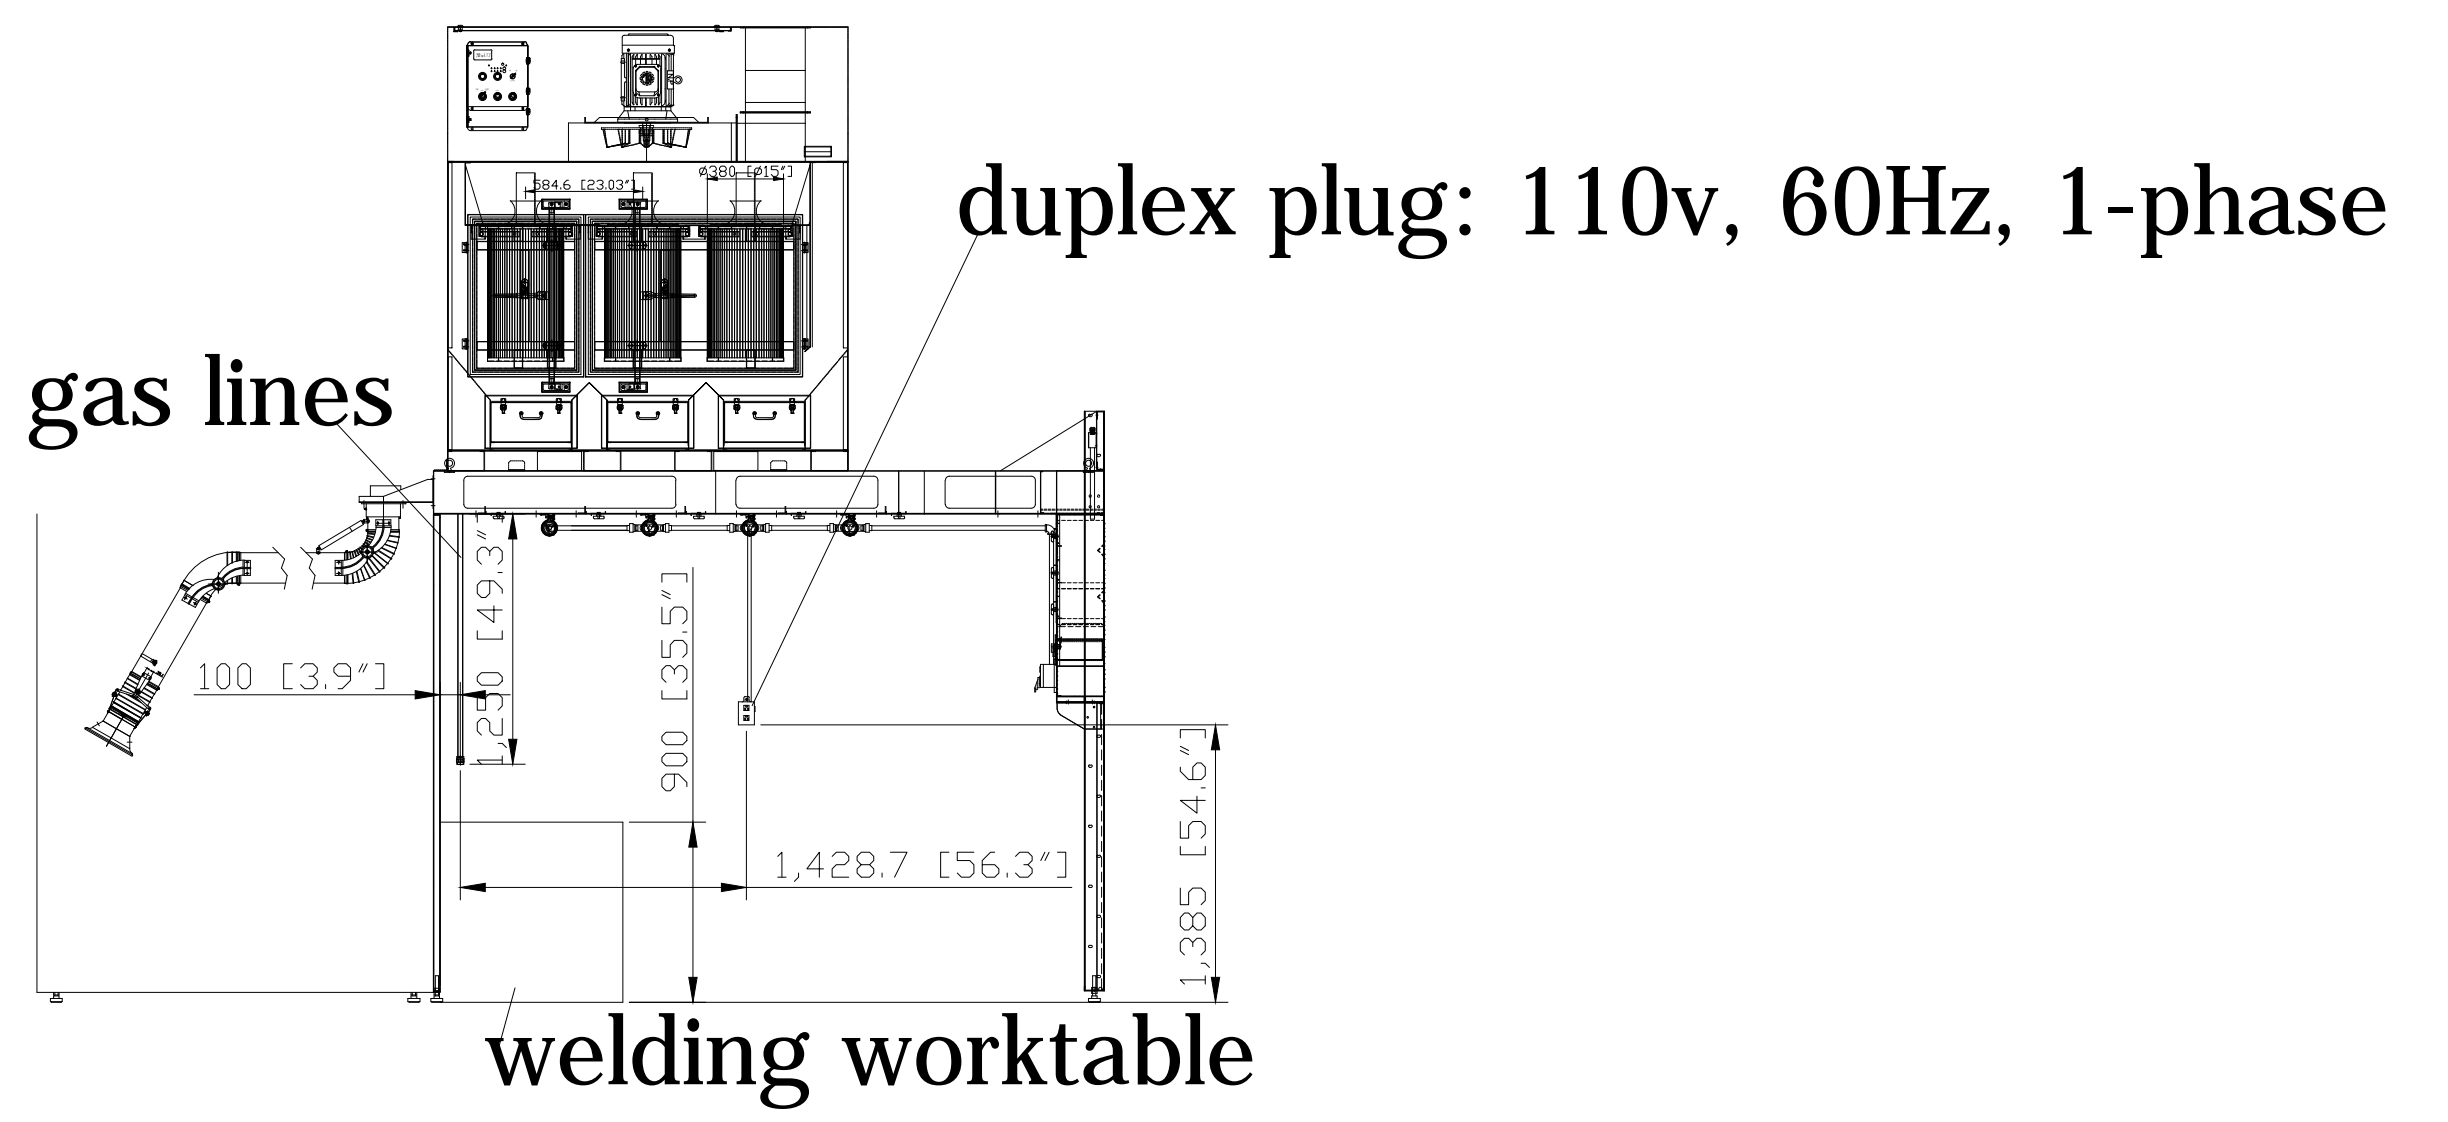 584.6 [23.03"]
ø380 [ø15"]
duplex plug: 110v, 60Hz, 1-phase
gas lines
1,250 [49.3"]
900 [35.5"]
100 [3.9"]
1,428.7 [56.3"]
1,385 [54.6"]
welding worktable